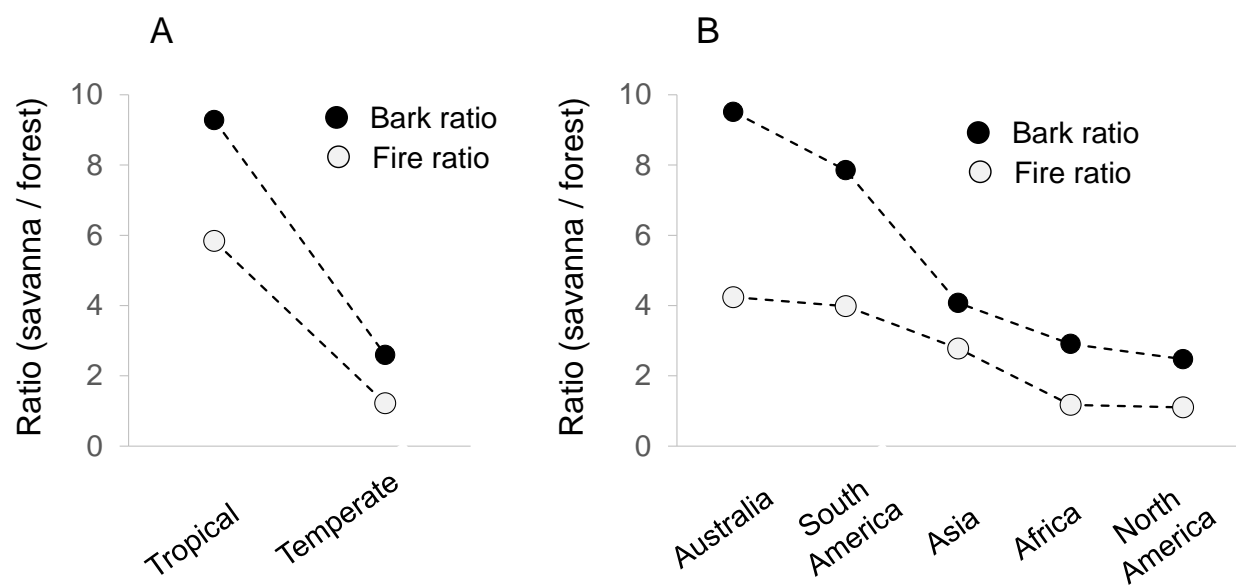 A
Ratio (savanna / forest)
10
8
6
4
2
0
Bark ratio
Fire ratio
Tropical
Temperate
B
Ratio (savanna / forest)
10
8
6
4
2
0
Bark ratio
Fire ratio
Australia
South
America
Asia
Africa
North
America